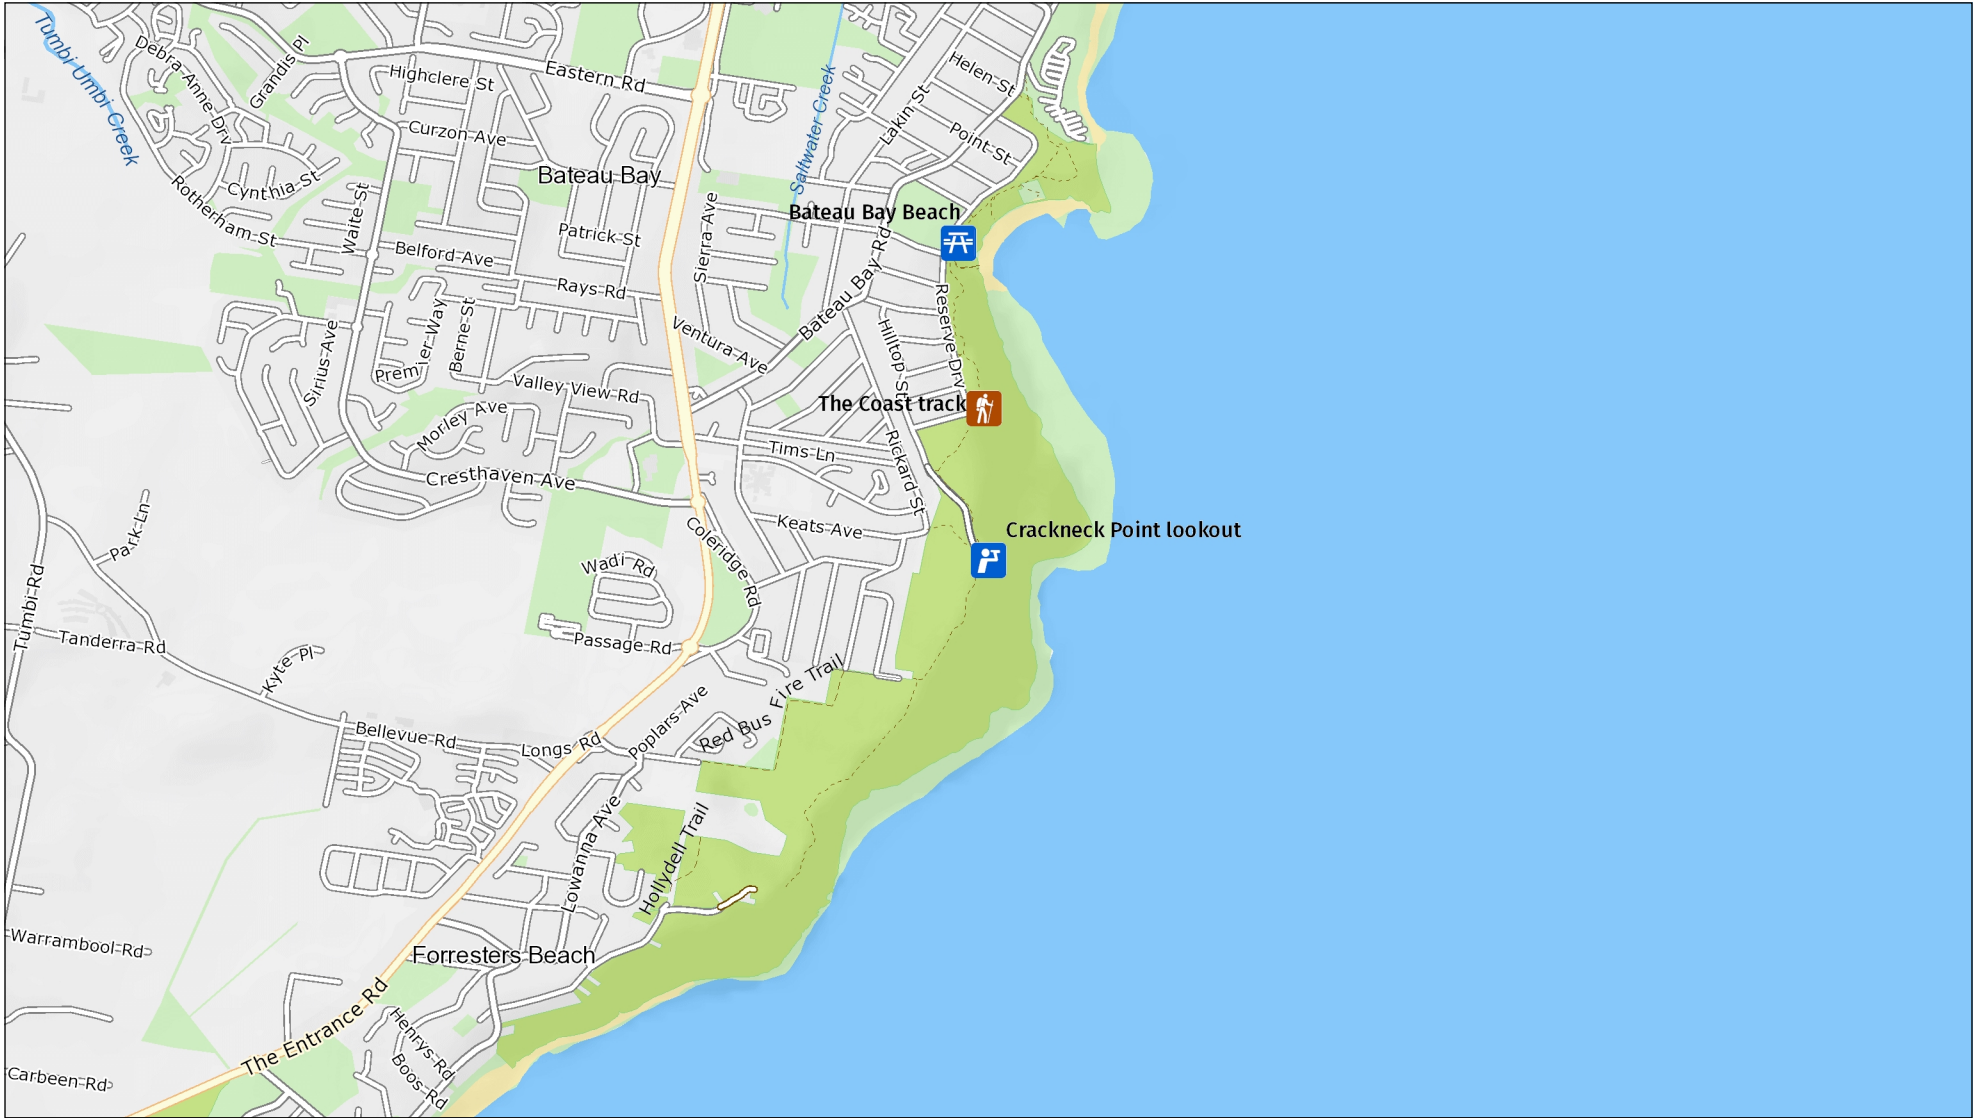 Tumbi Umbi Creek
Debra Anne Drv
Grandis Pl
Highclere St
Eastern Rd
Helen St
Lakin St
Saltwater Creek
Curzon Ave
Point St
Bateau Bay
Cynthia St
Rotherham St
Waite St
Sierra Ave
Bateau Bay Beach
Patrick St
Belford Ave
Bateau Bay Rd
Rays Rd
Reserve Drv
Premier Way
Berne St
Sirius Ave
Ventura Ave
Hilltop St
Valley View Rd
The Coast track
Morley Ave
Tims Ln
Rickard St
Cresthaven Ave
Park Ln
Keats Ave
Coleridge Rd
Crackneck Point lookout
Wadi Rd
Tumbi Rd
Tanderra Rd
Passage Rd
Kyte Pl
Red Bus Fire Trail
Poplars Ave
Bellevue Rd
Longs Rd
Lowanna Ave
Hollydell Trail
Warrambool Rd
Forresters Beach
The Entrance Rd
Henrys Rd
Boos Rd
Carbeen Rd